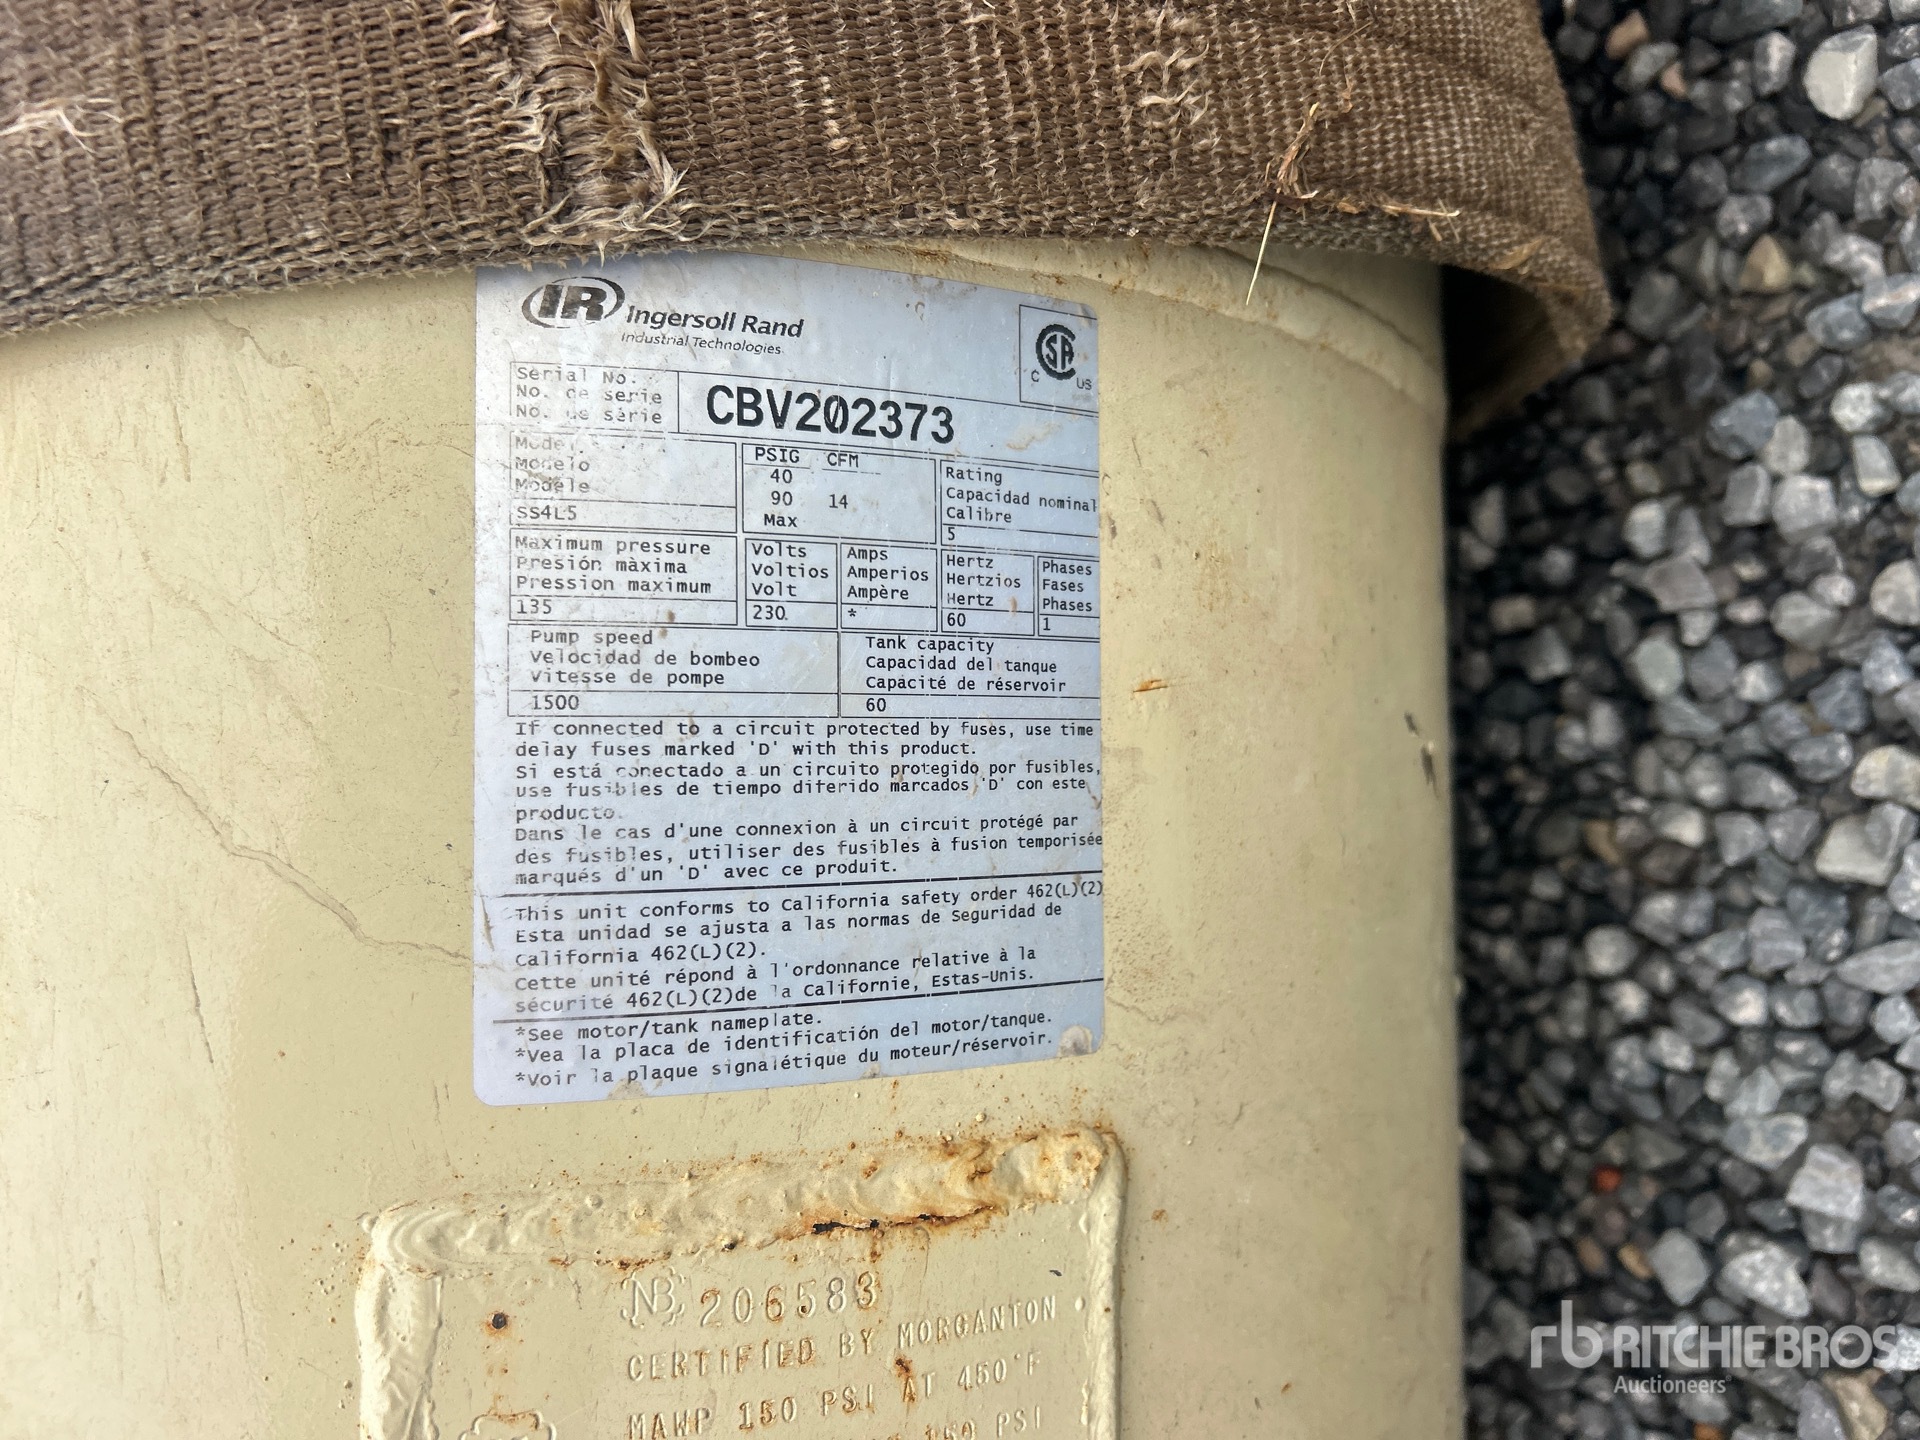 IR Ingersoll Rand
Industrial Technologies
C SA US
Serial No.
No. de serie
No. de série
CBV202373
Model
Modelo
Modèle
SS4L5
PSIG CFM
40
90 14
Max
Rating
Capacidad nominal
Calibre
5
Maximum pressure
Presión màxima
Pression maximum
135
Volts
Voltios
Volt
230
Amps
Amperios
Ampère
*
Hertz
Hertzios
Hertz
60
Phases
Fases
Phases
1
Pump speed
Velocidad de bombeo
Vitesse de pompe
1500
Tank capacity
Capacidad del tanque
Capacité de réservoir
60
If connected to a circuit protected by fuses, use time
delay fuses marked 'D' with this product.
Si está conectado a un circuito protegido por fusibles,
use fusibles de tiempo diferido marcados 'D' con este
producto.
Dans le cas d'une connexion à un circuit protégé par
des fusibles, utiliser des fusibles à fusion temporisée
marqués d'un 'D' avec ce produit.
This unit conforms to California safety order 462(L)(2)
Esta unidad se ajusta a las normas de Seguridad de
California 462(L)(2).
Cette unité répond à l'ordonnance relative à la
sécurité 462(L)(2)de la Californie, Estas-Unis.
*See motor/tank nameplate.
*Vea la placa de identificación del motor/tanque.
*Voir la plaque signalétique du moteur/réservoir.
NB 206583
CERTIFIED BY MORGANTON
MAWP 150 PSI AT 450°F
150 PSI
rb RITCHIE BROS
Auctioneers